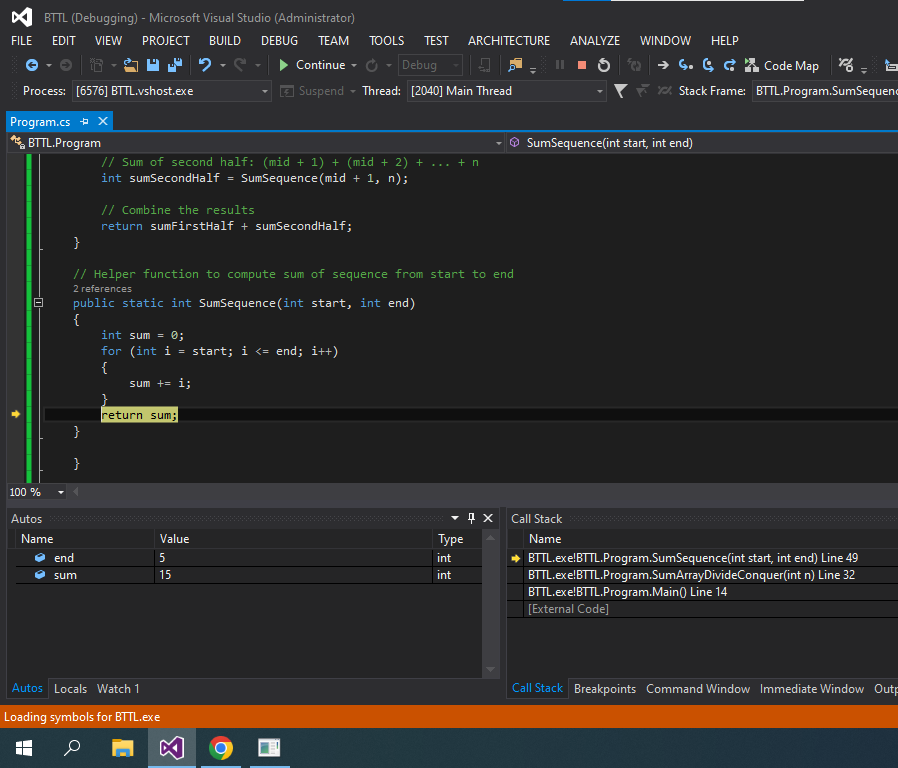 BTTL (Debugging) - Microsoft Visual Studio (Administrator)
FILE EDIT VIEW PROJECT BUILD DEBUG TEAM TOOLS TEST ARCHITECTURE ANALYZE WINDOW HELP
Continue Debug Code Map
Process: [6576] BTTL.vshost.exe Suspend Thread: [2040] Main Thread Stack Frame: BTTL.Program.SumSequenc
Program.cs
BTTL.Program SumSequence(int start, int end)
// Sum of second half: (mid + 1) + (mid + 2) + ... + n
int sumSecondHalf = SumSequence(mid + 1, n);
// Combine the results
return sumFirstHalf + sumSecondHalf;
}
// Helper function to compute sum of sequence from start to end
2 references
public static int SumSequence(int start, int end)
{
int sum = 0;
for (int i = start; i <= end; i++)
{
sum += i;
}
return sum;
}
}
100 %
Autos
Name Value Type
end 5 int
sum 15 int
Autos Locals Watch 1
Call Stack
Name
BTTL.exe!BTTL.Program.SumSequence(int start, int end) Line 49
BTTL.exe!BTTL.Program.SumArrayDivideConquer(int n) Line 32
BTTL.exe!BTTL.Program.Main() Line 14
[External Code]
Call Stack Breakpoints Command Window Immediate Window Outp
Loading symbols for BTTL.exe